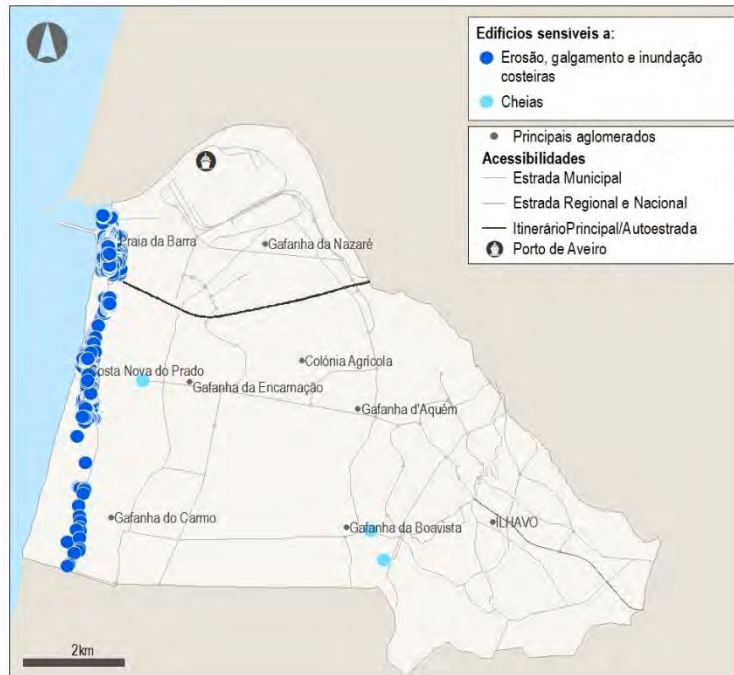 Edifícios sensíveis a:
Erosão, galgamento e inundação
costeiras
Cheias
Principais aglomerados
Acessibilidades
Estrada Municipal
Estrada Regional e Nacional
ItinerárioPrincipal/Autoestrada
Porto de Aveiro
Praia da Barra
Gafanha da Nazaré
Colónia Agrícola
Costa Nova do Prado
Gafanha da Encarnação
Gafanha d'Aquém
Gafanha do Carmo
Gafanha da Boavista
ÍLHAVO
2km